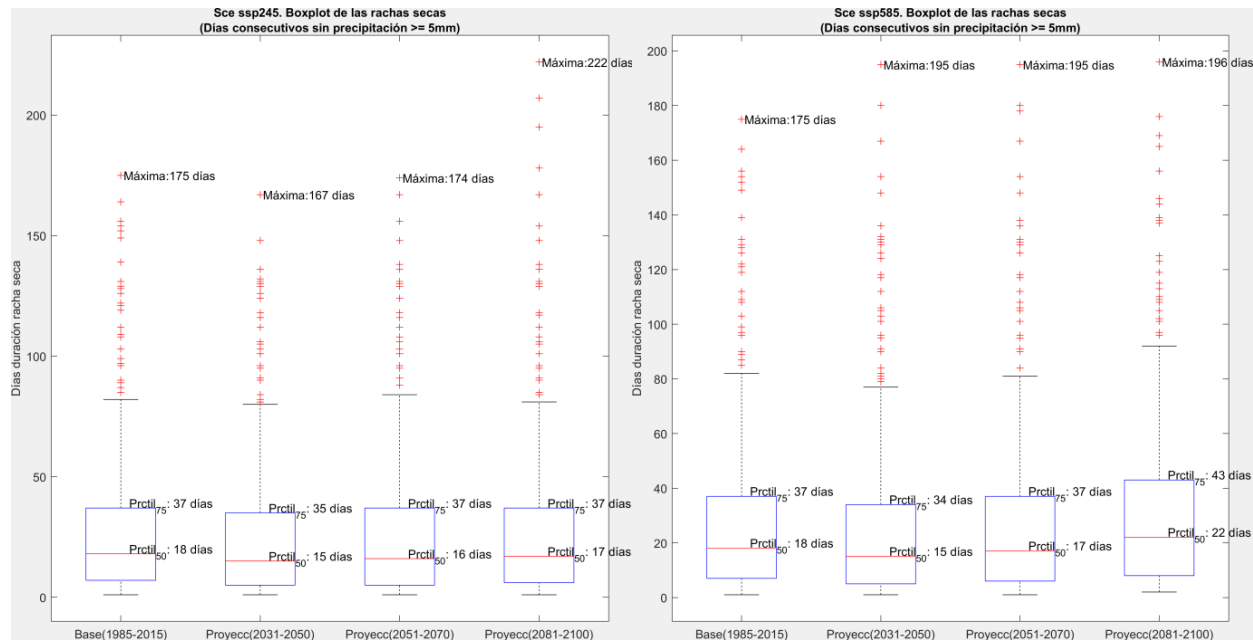 Sce ssp245. Boxplot de las rachas secas
(Días consecutivos sin precipitación >= 5mm)
Días duración racha seca
200
150
100
50
0
Máxima:175 días
Máxima:167 días
Máxima:174 días
Máxima:222 días
Prctil75: 37 días
Prctil50: 18 días
Prctil75: 35 días
Prctil50: 15 días
Prctil75: 37 días
Prctil50: 16 días
Prctil75: 37 días
Prctil50: 17 días
Base(1985-2015)
Proyecc(2031-2050)
Proyecc(2051-2070)
Proyecc(2081-2100)
Sce ssp585. Boxplot de las rachas secas
(Días consecutivos sin precipitación >= 5mm)
Días duración racha seca
200
180
160
140
120
100
80
60
40
20
0
Máxima:175 días
Máxima:195 días
Máxima:195 días
Máxima:196 días
Prctil75: 37 días
Prctil50: 18 días
Prctil75: 34 días
Prctil50: 15 días
Prctil75: 37 días
Prctil50: 17 días
Prctil75: 43 días
Prctil50: 22 días
Base(1985-2015)
Proyecc(2031-2050)
Proyecc(2051-2070)
Proyecc(2081-2100)